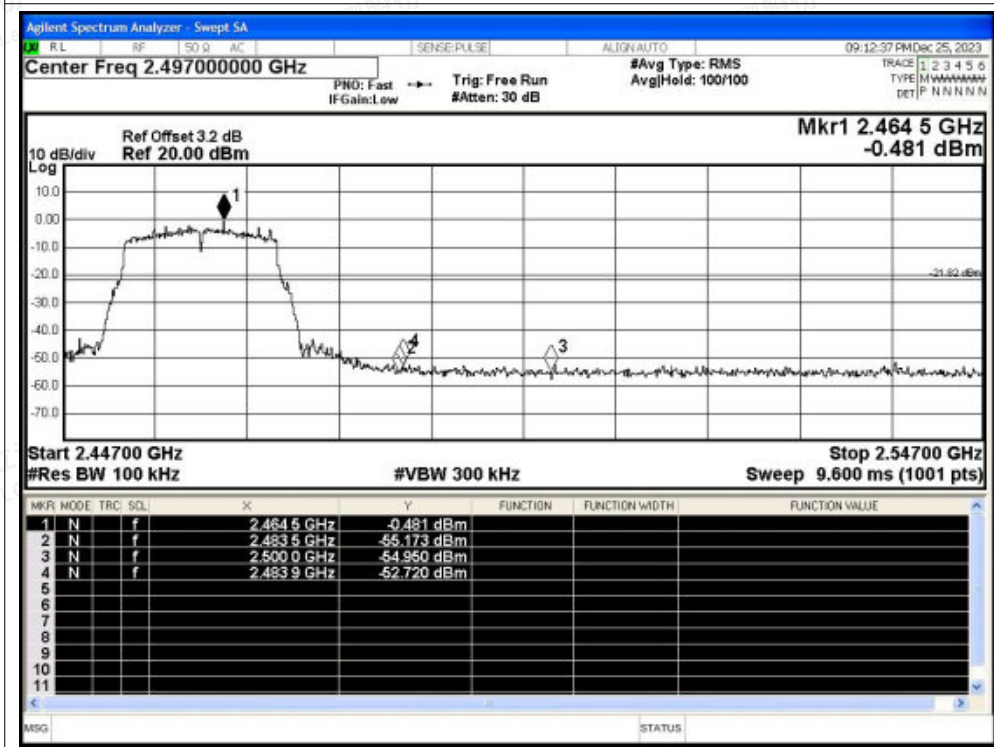 Agilent Spectrum Analyzer - Swept SA
RL RF 50 Ω AC SENSE:PULSE ALIGNAUTO 09:12:37 PM Dec 25, 2023
Center Freq 2.497000000 GHz
PNO: Fast
IFGain:Low
Trig: Free Run
#Atten: 30 dB
#Avg Type: RMS
Avg|Hold: 100/100
TRACE 1 2 3 4 5 6
TYPE M WWWWW
DET P N N N N N
Mkr1 2.464 5 GHz
-0.481 dBm
Ref Offset 3.2 dB
10 dB/div Ref 20.00 dBm
Log
10.0
0.00
-10.0
-20.0
-30.0
-40.0
-50.0
-60.0
-70.0
1
-21.82 dBm
4
2
3
Start 2.44700 GHz Stop 2.54700 GHz
#Res BW 100 kHz #VBW 300 kHz Sweep 9.600 ms (1001 pts)
MKR MODE TRC SCL X Y FUNCTION FUNCTION WIDTH FUNCTION VALUE
1 N f 2.464 5 GHz -0.481 dBm
2 N f 2.483 5 GHz -55.173 dBm
3 N f 2.500 0 GHz -54.950 dBm
4 N f 2.483 9 GHz -52.720 dBm
5
6
7
8
9
10
11
MSG STATUS